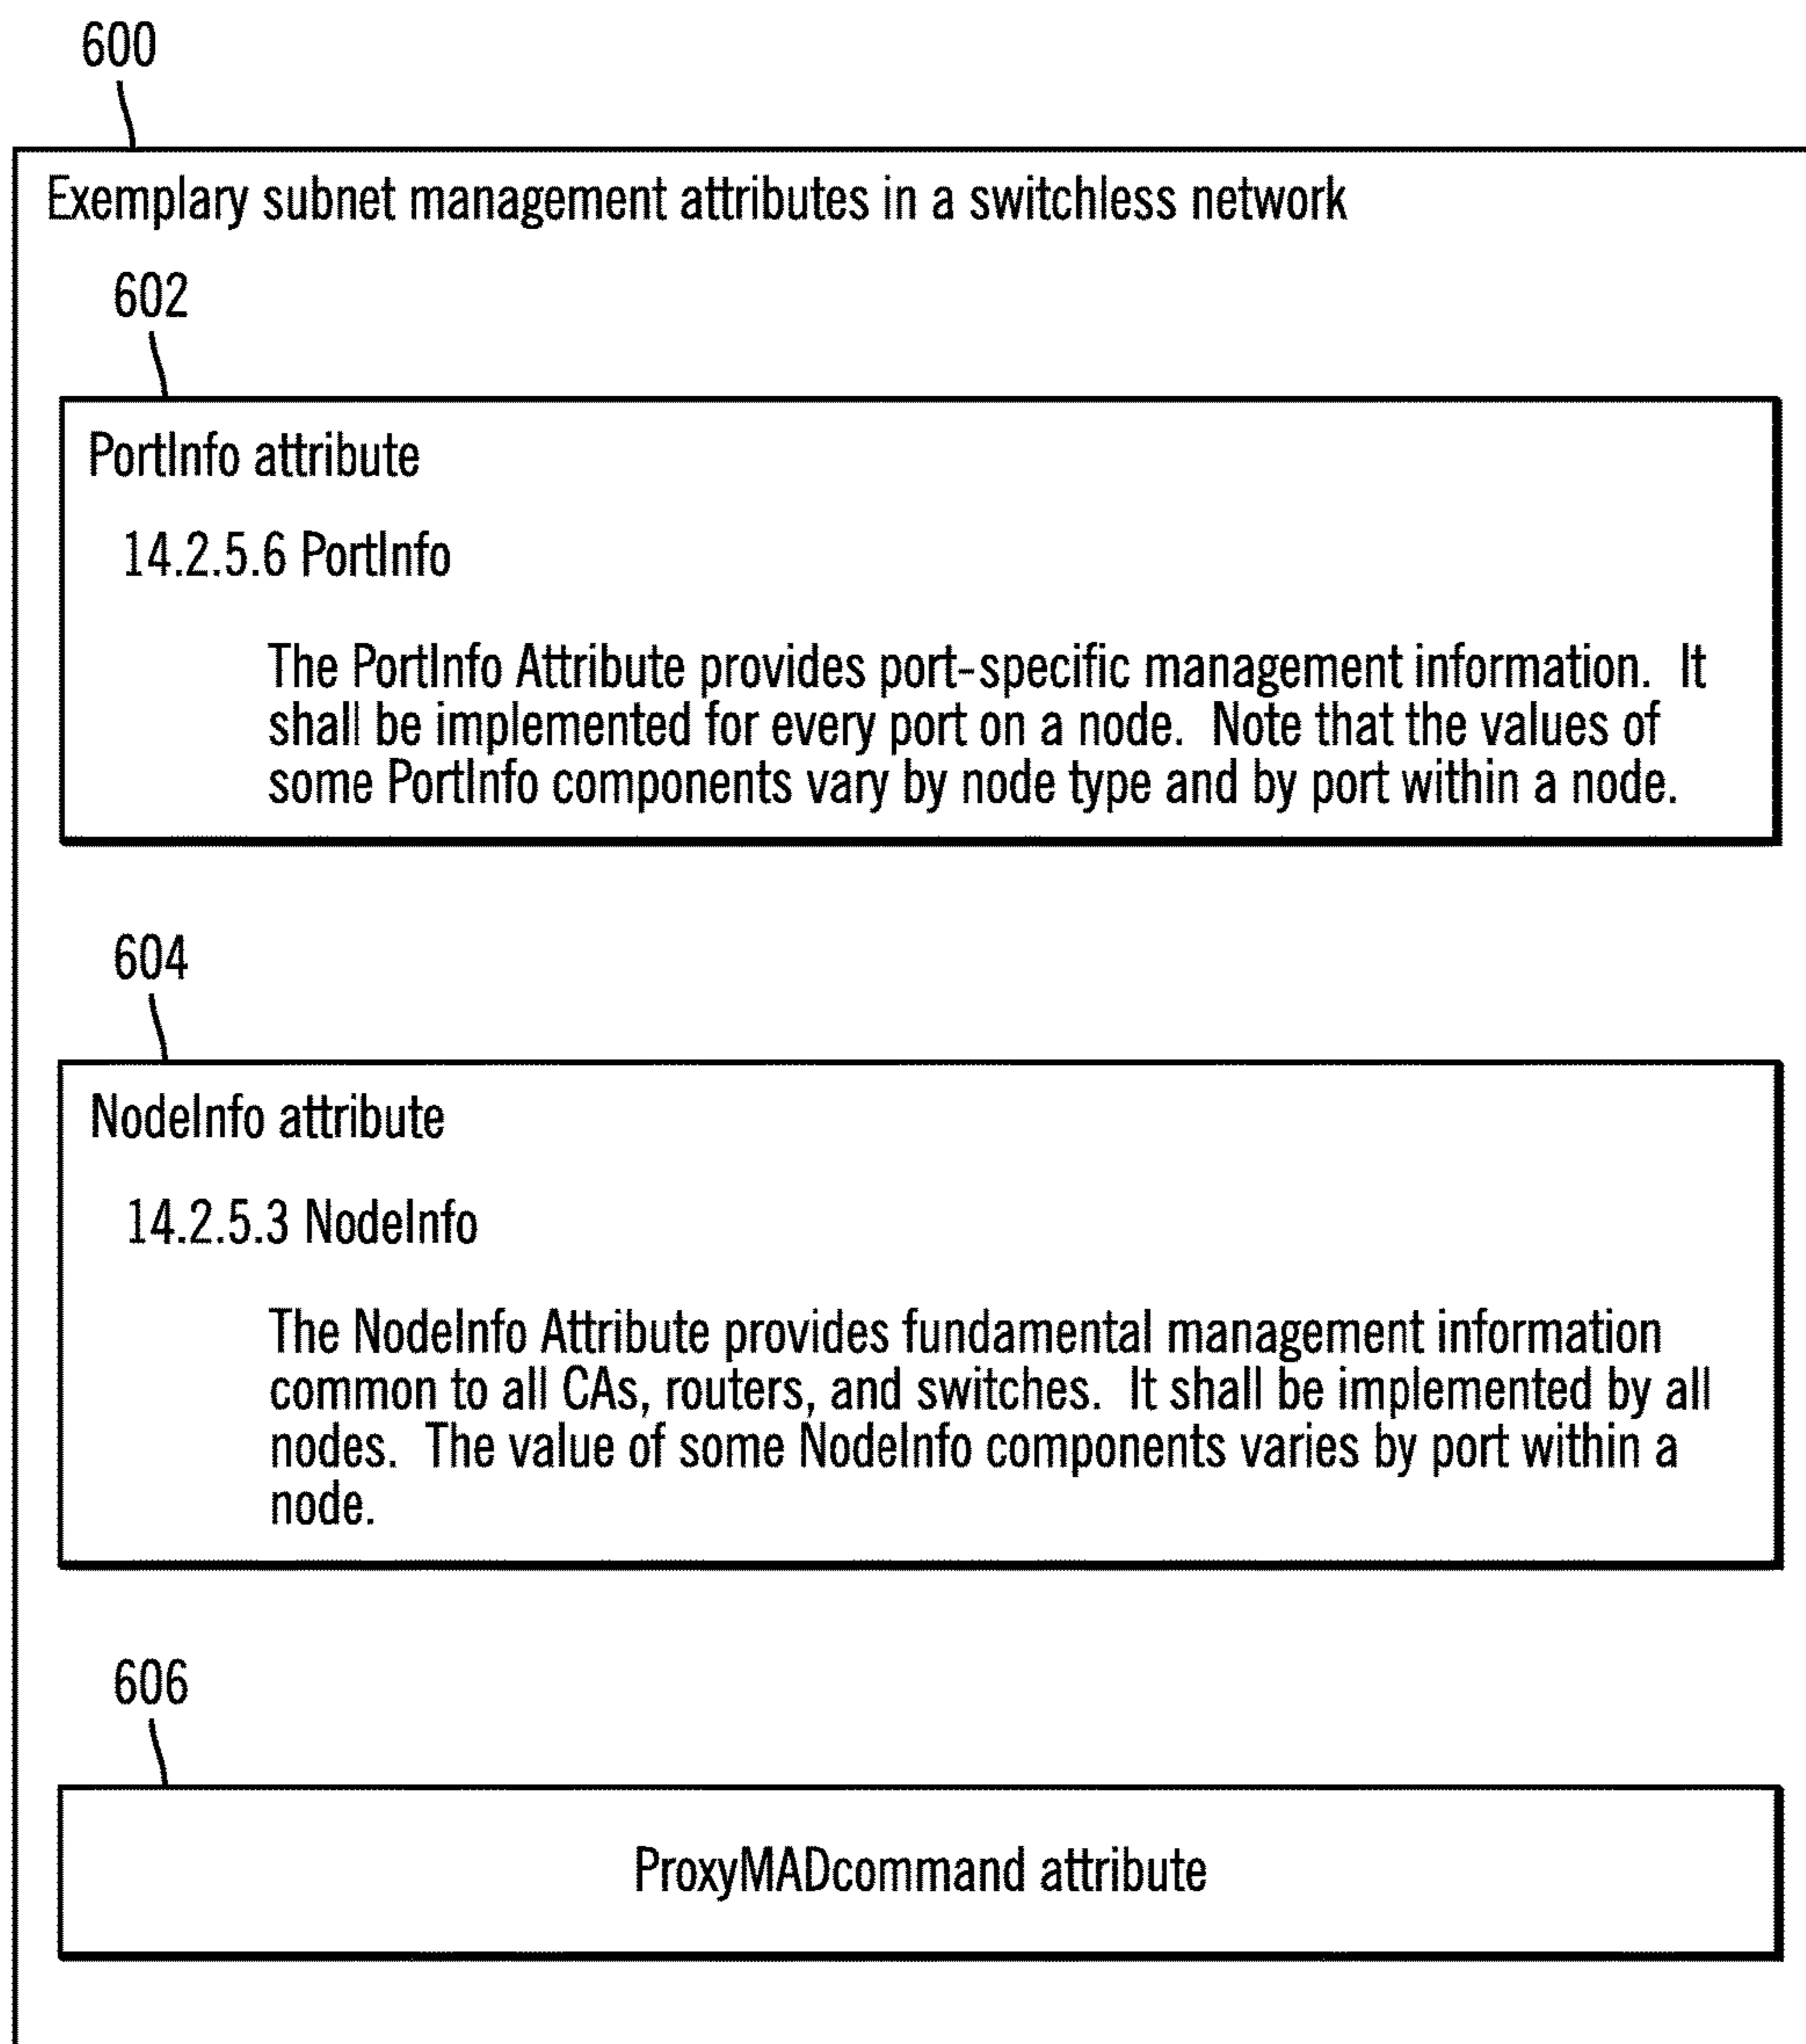 600
Exemplary subnet management attributes in a switchless network
602
PortInfo attribute
14.2.5.6 PortInfo
The PortInfo Attribute provides port-specific management information.  It
shall be implemented for every port on a node.  Note that the values of
some PortInfo components vary by node type and by port within a node.
604
NodeInfo attribute
14.2.5.3 NodeInfo
The NodeInfo Attribute provides fundamental management information
common to all CAs, routers, and switches.  It shall be implemented by all
nodes.  The value of some NodeInfo components varies by port within a
node.
606
ProxyMADcommand attribute